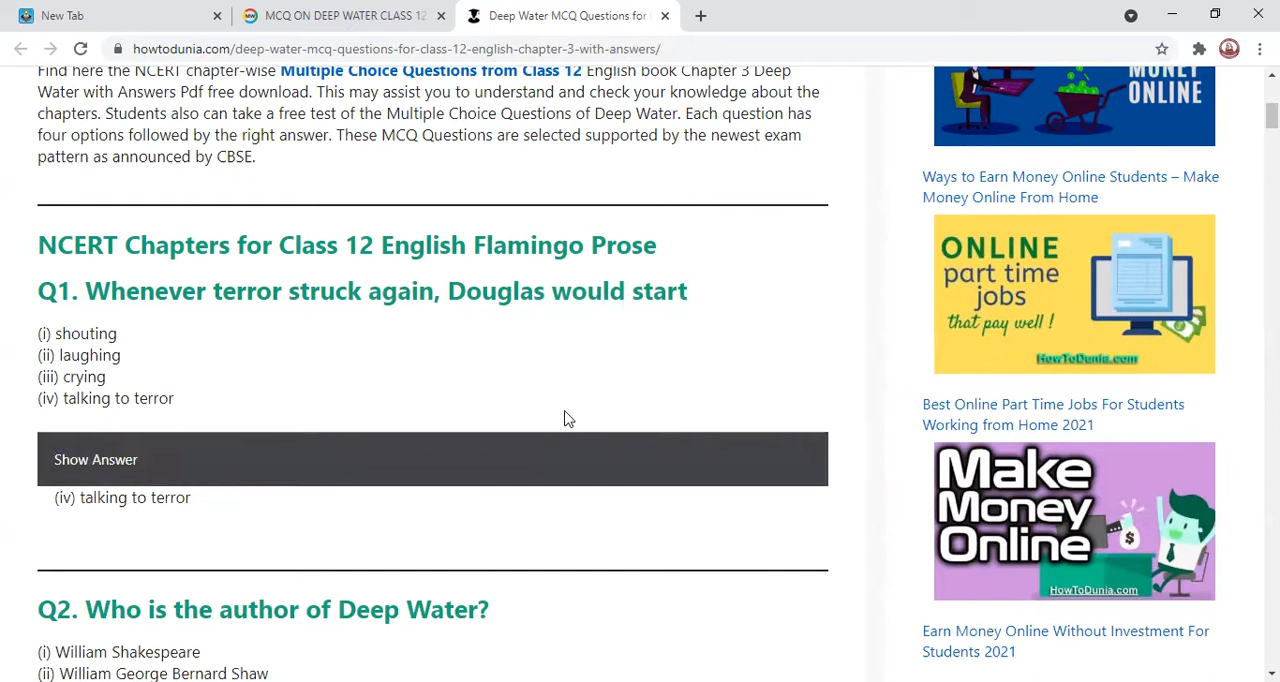 New Tab
MCQ ON DEEP WATER CLASS 12
Deep Water MCQ Questions for
howtodunia.com/deep-water-mcq-questions-for-class-12-english-chapter-3-with-answers/
Find here the NCERT chapter-wise Multiple Choice Questions from Class 12 English book Chapter 3 Deep
Water with Answers Pdf free download. This may assist you to understand and check your knowledge about the
chapters. Students also can take a free test of the Multiple Choice Questions of Deep Water. Each question has
four options followed by the right answer. These MCQ Questions are selected supported by the newest exam
pattern as announced by CBSE.
NCERT Chapters for Class 12 English Flamingo Prose
Q1. Whenever terror struck again, Douglas would start
(i) shouting
(ii) laughing
(iii) crying
(iv) talking to terror
Show Answer
(iv) talking to terror
Q2. Who is the author of Deep Water?
(i) William Shakespeare
(ii) William George Bernard Shaw
MONEY
ONLINE
Ways to Earn Money Online Students – Make
Money Online From Home
ONLINE
part time
jobs
that pay well !
HowToDunia.com
Best Online Part Time Jobs For Students
Working from Home 2021
Make
Money
Online
HowToDunia.com
Earn Money Online Without Investment For
Students 2021